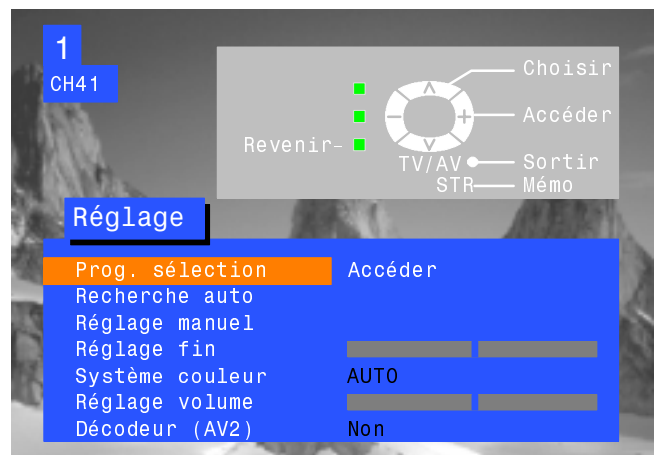 1
CH41
Choisir
Accéder
Revenir-
TV/AV Sortir
STR Mémo
Réglage
Prog. sélection Accéder
Recherche auto
Réglage manuel
Réglage fin
Système couleur AUTO
Réglage volume
Décodeur (AV2) Non